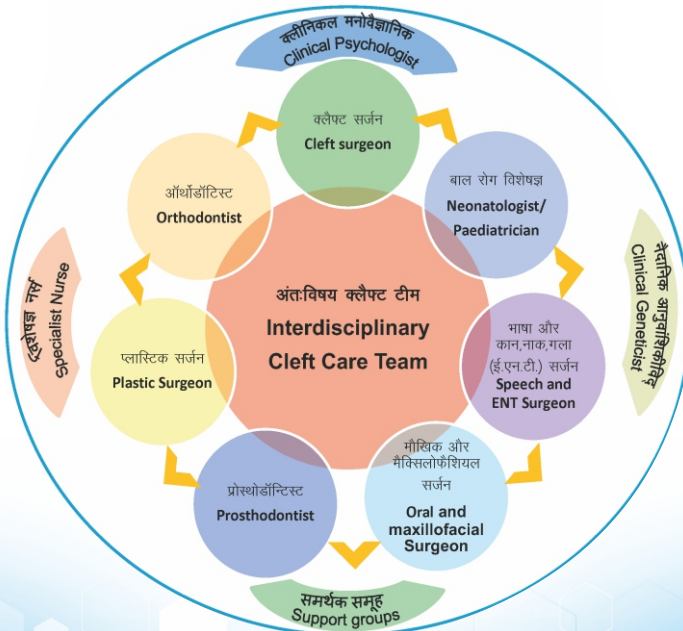 क्लीनिकल मनोवैज्ञानिक
Clinical Psychologist
क्लैफ्ट सर्जन
Cleft surgeon
ऑर्थोडॉटिस्ट
Orthodontist
बाल रोग विशेषज्ञ
Neonatologist/
Paediatrician
नर्स
Specialist Nurse
अंतःविषय क्लैफ्ट टीम
Interdisciplinary
Cleft Care Team
नैदानिक आनुवांशिकीविद्
Clinical Geneticist
प्लास्टिक सर्जन
Plastic Surgeon
भाषा और
कान,नाक,गला
(ई.एन.टी.) सर्जन
Speech and
ENT Surgeon
प्रोस्थोडॉन्टिस्ट
Prosthodontist
मौखिक और
मैक्सिलोफैशियल
सर्जन
Oral and
maxillofacial
Surgeon
समर्थक समूह
Support groups